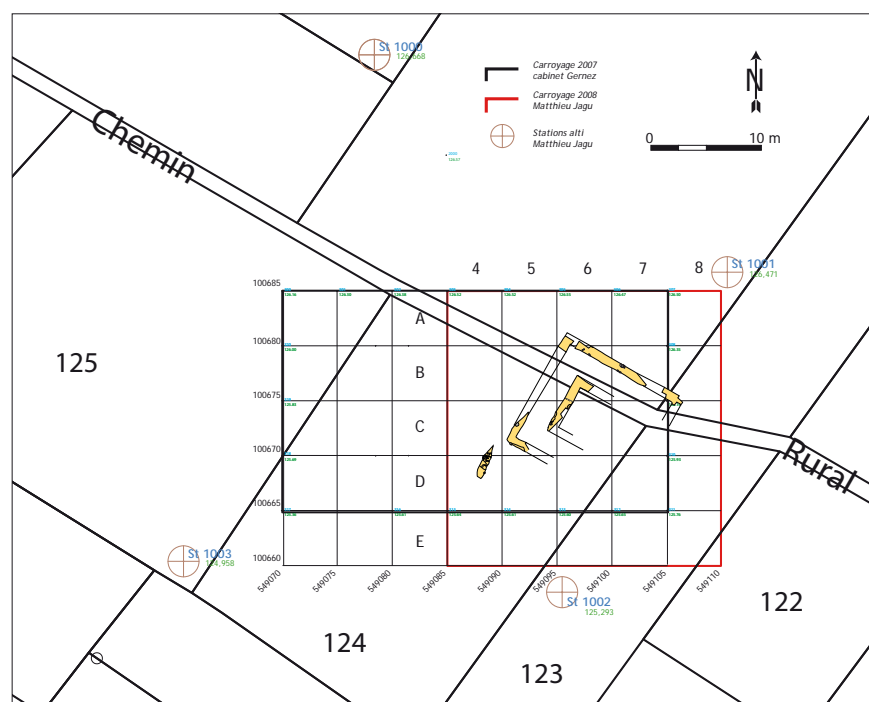 St 1000
126,668
Carroyage 2007
cabinet Gernez
Carroyage 2008
Matthieu Jagu
Stations alti
Matthieu Jagu
N
0 10 m
Chemin
4 5 6 7 8
St 1001
126,471
100685
A
100680
B
125
100675
C
100670
Rural
D
100665
E
100660
St 1003
124,958
549070 549075 549080 549085 549090 549095 549100 549105 549110
St 1002
125,293
122
124
123